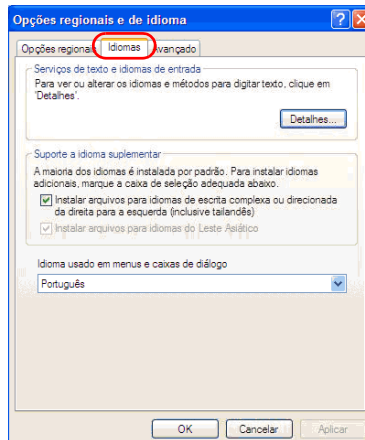 Opções regionais e de idioma
Opções regionais Idiomas Avançado
Serviços de texto e idiomas de entrada
Para ver ou alterar os idiomas e métodos para digitar texto, clique em
'Detalhes'.
Detalhes...
Suporte a idioma suplementar
A maioria dos idiomas é instalada por padrão. Para instalar idiomas
adicionais, marque a caixa de seleção adequada abaixo.
Instalar arquivos para idiomas de escrita complexa ou direcionada
da direita para a esquerda (inclusive tailandês)
Instalar arquivos para idiomas do Leste Asiático
Idioma usado em menus e caixas de diálogo
Português
OK Cancelar Aplicar